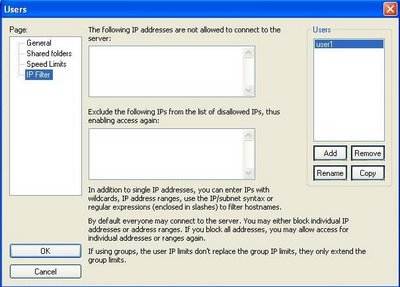 Users
Page:
General
Shared folders
Speed Limits
IP Filter
The following IP addresses are not allowed to connect to the
server:
Exclude the following IPs from the list of disallowed IPs, thus
enabling access again:
In addition to single IP addresses, you can enter IPs with
wildcards, IP address ranges, use the IP/subnet syntax or
regular expressions (enclosed in slashes) to filter hostnames.
By default everyone may connect to the server. You may either block individual IP
addresses or address ranges. If you block all addresses, you may allow access for
individual addresses or ranges again.
If using groups, the user IP limits don't replace the group IP limits, they only extend the
group limits.
Users
user1
Add
Remove
Rename
Copy
OK
Cancel